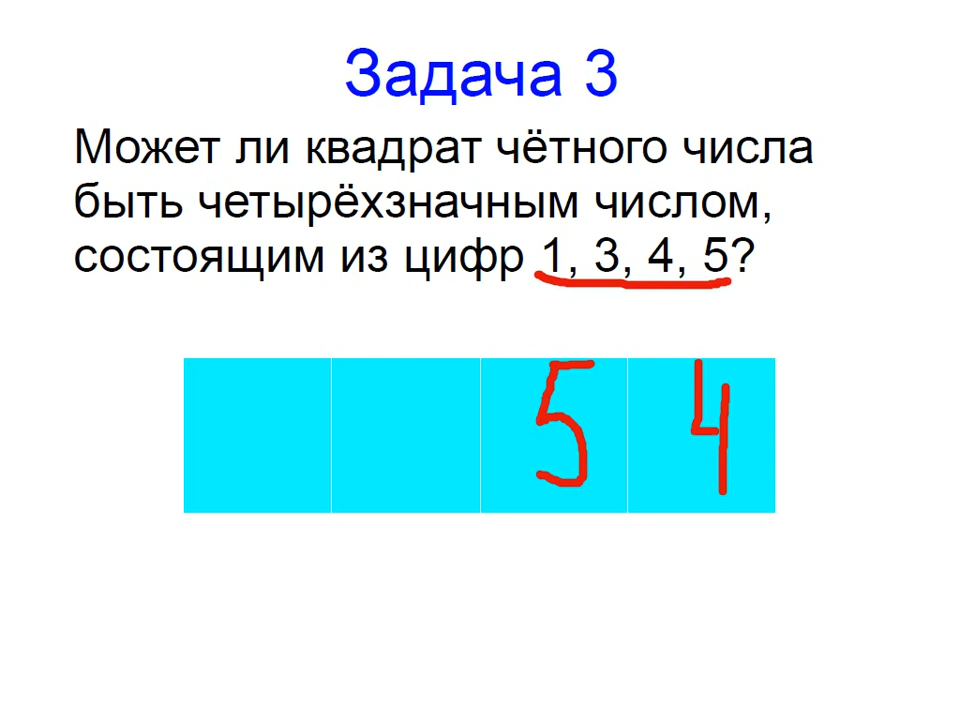 Задача 3
Может ли квадрат чётного числа
быть четырёхзначным числом,
состоящим из цифр 1, 3, 4, 5?
5 4